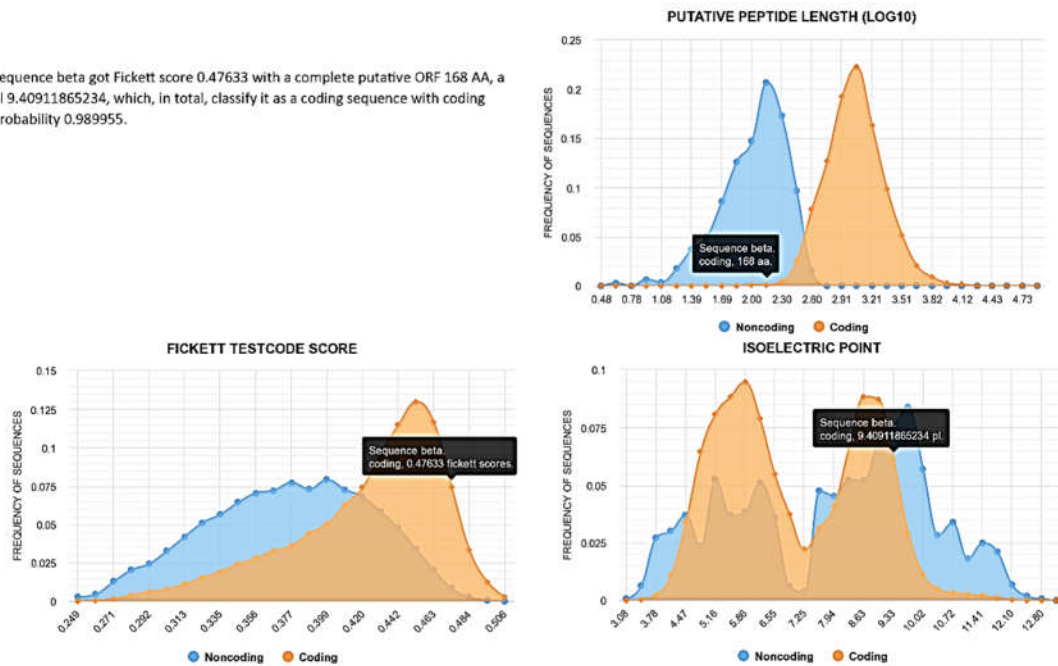 equence beta got Fickett score 0.47633 with a complete putative ORF 168 AA, a
I 9.40911865234, which, in total, classify it as a coding sequence with coding
robability 0.989955.
PUTATIVE PEPTIDE LENGTH (LOG10)
FREQUENCY OF SEQUENCES
0.25
0.2
0.15
0.1
0.05
0
Sequence beta.
coding, 168 aa.
0.48 0.78 1.08 1.39 1.69 2.00 2.30 2.60 2.91 3.21 3.51 3.82 4.12 4.43 4.73
Noncoding Coding
FICKETT TESTCODE SCORE
FREQUENCY OF SEQUENCES
0.15
0.125
0.1
0.075
0.05
0.025
0
Sequence beta.
coding, 0.47633 fickett scores.
0.249 0.271 0.292 0.313 0.335 0.356 0.377 0.399 0.420 0.442 0.463 0.484 0.506
Noncoding Coding
ISOELECTRIC POINT
FREQUENCY OF SEQUENCES
0.1
0.075
0.05
0.025
0
Sequence beta.
coding, 9.40911865234 pI.
3.08 3.78 4.47 5.16 5.86 6.55 7.25 7.94 8.63 9.33 10.02 10.72 11.41 12.10 12.80
Noncoding Coding